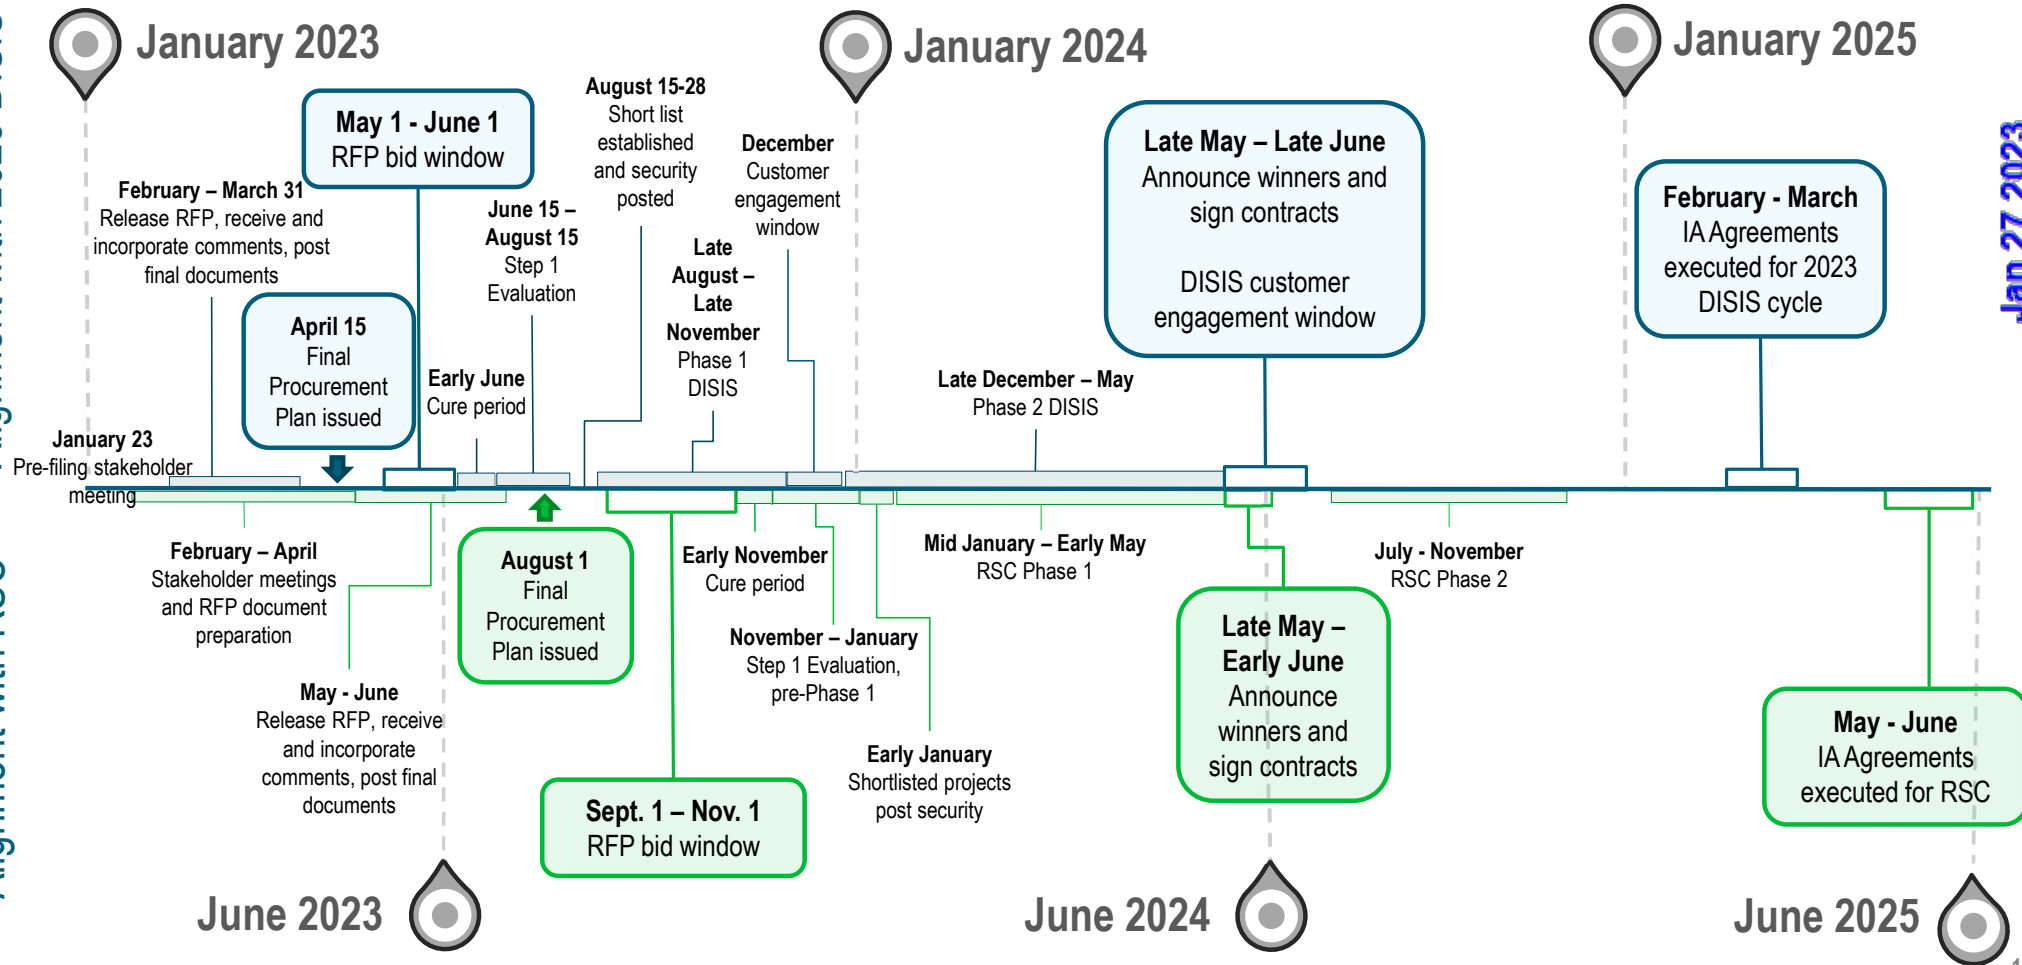 January 2023
January 2024
January 2025
May 1 - June 1
RFP bid window
August 15-28
Short list
established
and security
posted
December
Customer
engagement
window
Late May – Late June
Announce winners and
sign contracts
DISIS customer
engagement window
February - March
IA Agreements
executed for 2023
DISIS cycle
Jan 27 2023
February – March 31
Release RFP, receive and
incorporate comments, post
final documents
June 15 –
August 15
Step 1
Evaluation
Late
August –
Late
November
Phase 1
DISIS
April 15
Final
Procurement
Plan issued
Early June
Cure period
Late December – May
Phase 2 DISIS
January 23
Pre-filing stakeholder
meeting
February – April
Stakeholder meetings
and RFP document
preparation
August 1
Final
Procurement
Plan issued
Early November
Cure period
Mid January – Early May
RSC Phase 1
July - November
RSC Phase 2
November – January
Step 1 Evaluation,
pre-Phase 1
Late May –
Early June
Announce
winners and
sign contracts
May - June
Release RFP, receive
and incorporate
comments, post final
documents
Early January
Shortlisted projects
post security
May - June
IA Agreements
executed for RSC
Sept. 1 – Nov. 1
RFP bid window
June 2023
June 2024
June 2025